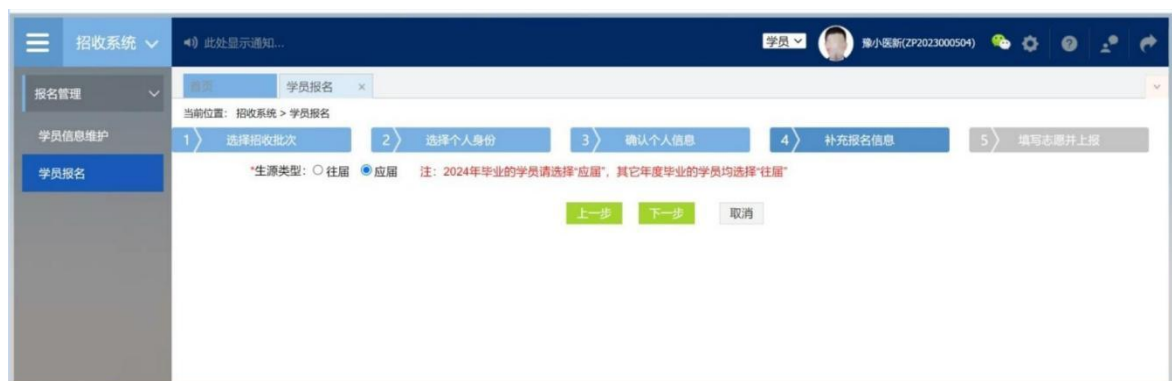 招收系统
此处显示通知...
学员
豫小医新(ZP2023000504)
报名管理
首页
学员报名 ×
当前位置： 招收系统 > 学员报名
学员信息维护
1 选择招收批次
2 选择个人身份
3 确认个人信息
4 补充报名信息
5 填写志愿并上报
学员报名
*生源类型： 往届 应届 注：2024年毕业的学员请选择“应届”，其它年度毕业的学员均选择“往届”
上一步 下一步 取消